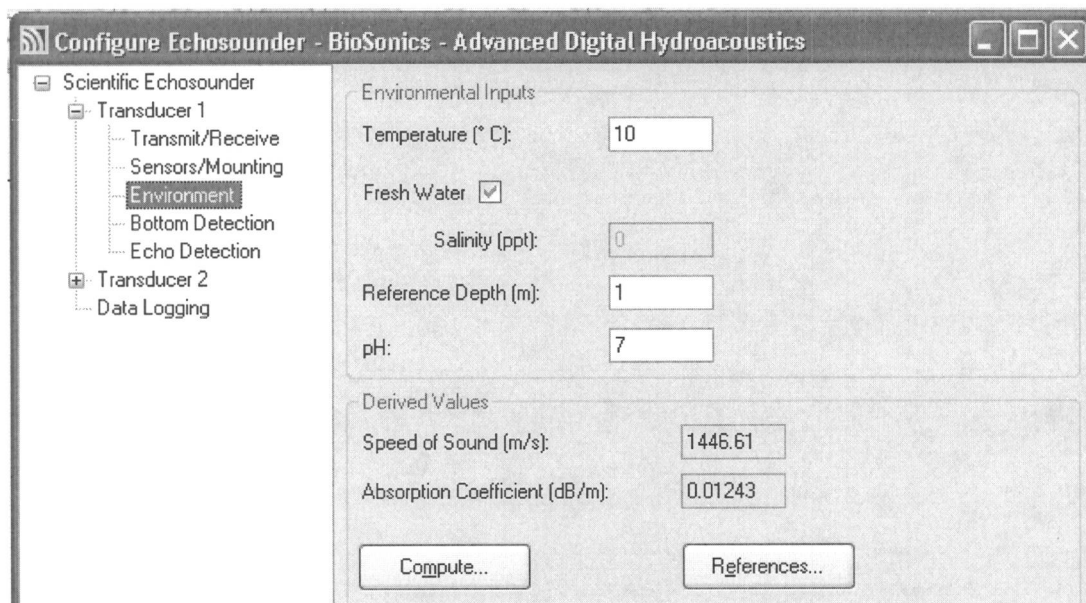 Configure Echosounder - BioSonics - Advanced Digital Hydroacoustics
Scientific Echosounder
Transducer 1
Transmit/Receive
Sensors/Mounting
Environment
Bottom Detection
Echo Detection
Transducer 2
Data Logging
Environmental Inputs
Temperature (° C): 10
Fresh Water
Salinity (ppt): 0
Reference Depth (m): 1
pH: 7
Derived Values
Speed of Sound (m/s): 1446.61
Absorption Coefficient (dB/m): 0.01243
Compute... References...